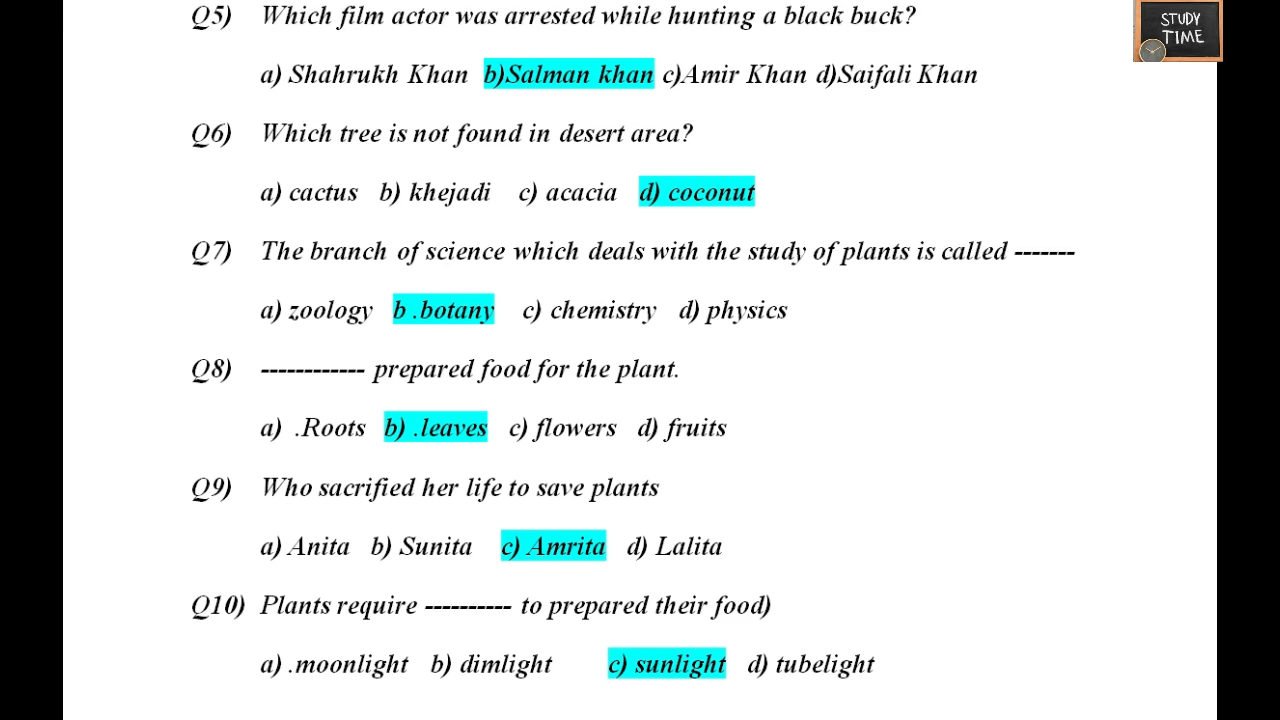 Q5) Which film actor was arrested while hunting a black buck?
STUDY
TIME
a) Shahrukh Khan b)Salman khan c)Amir Khan d)Saifali Khan
Q6) Which tree is not found in desert area?
a) cactus b) khejadi c) acacia d) coconut
Q7) The branch of science which deals with the study of plants is called -------
a) zoology b .botany c) chemistry d) physics
Q8) ------------ prepared food for the plant.
a) .Roots b) .leaves c) flowers d) fruits
Q9) Who sacrified her life to save plants
a) Anita b) Sunita c) Amrita d) Lalita
Q10) Plants require ---------- to prepared their food)
a) .moonlight b) dimlight c) sunlight d) tubelight